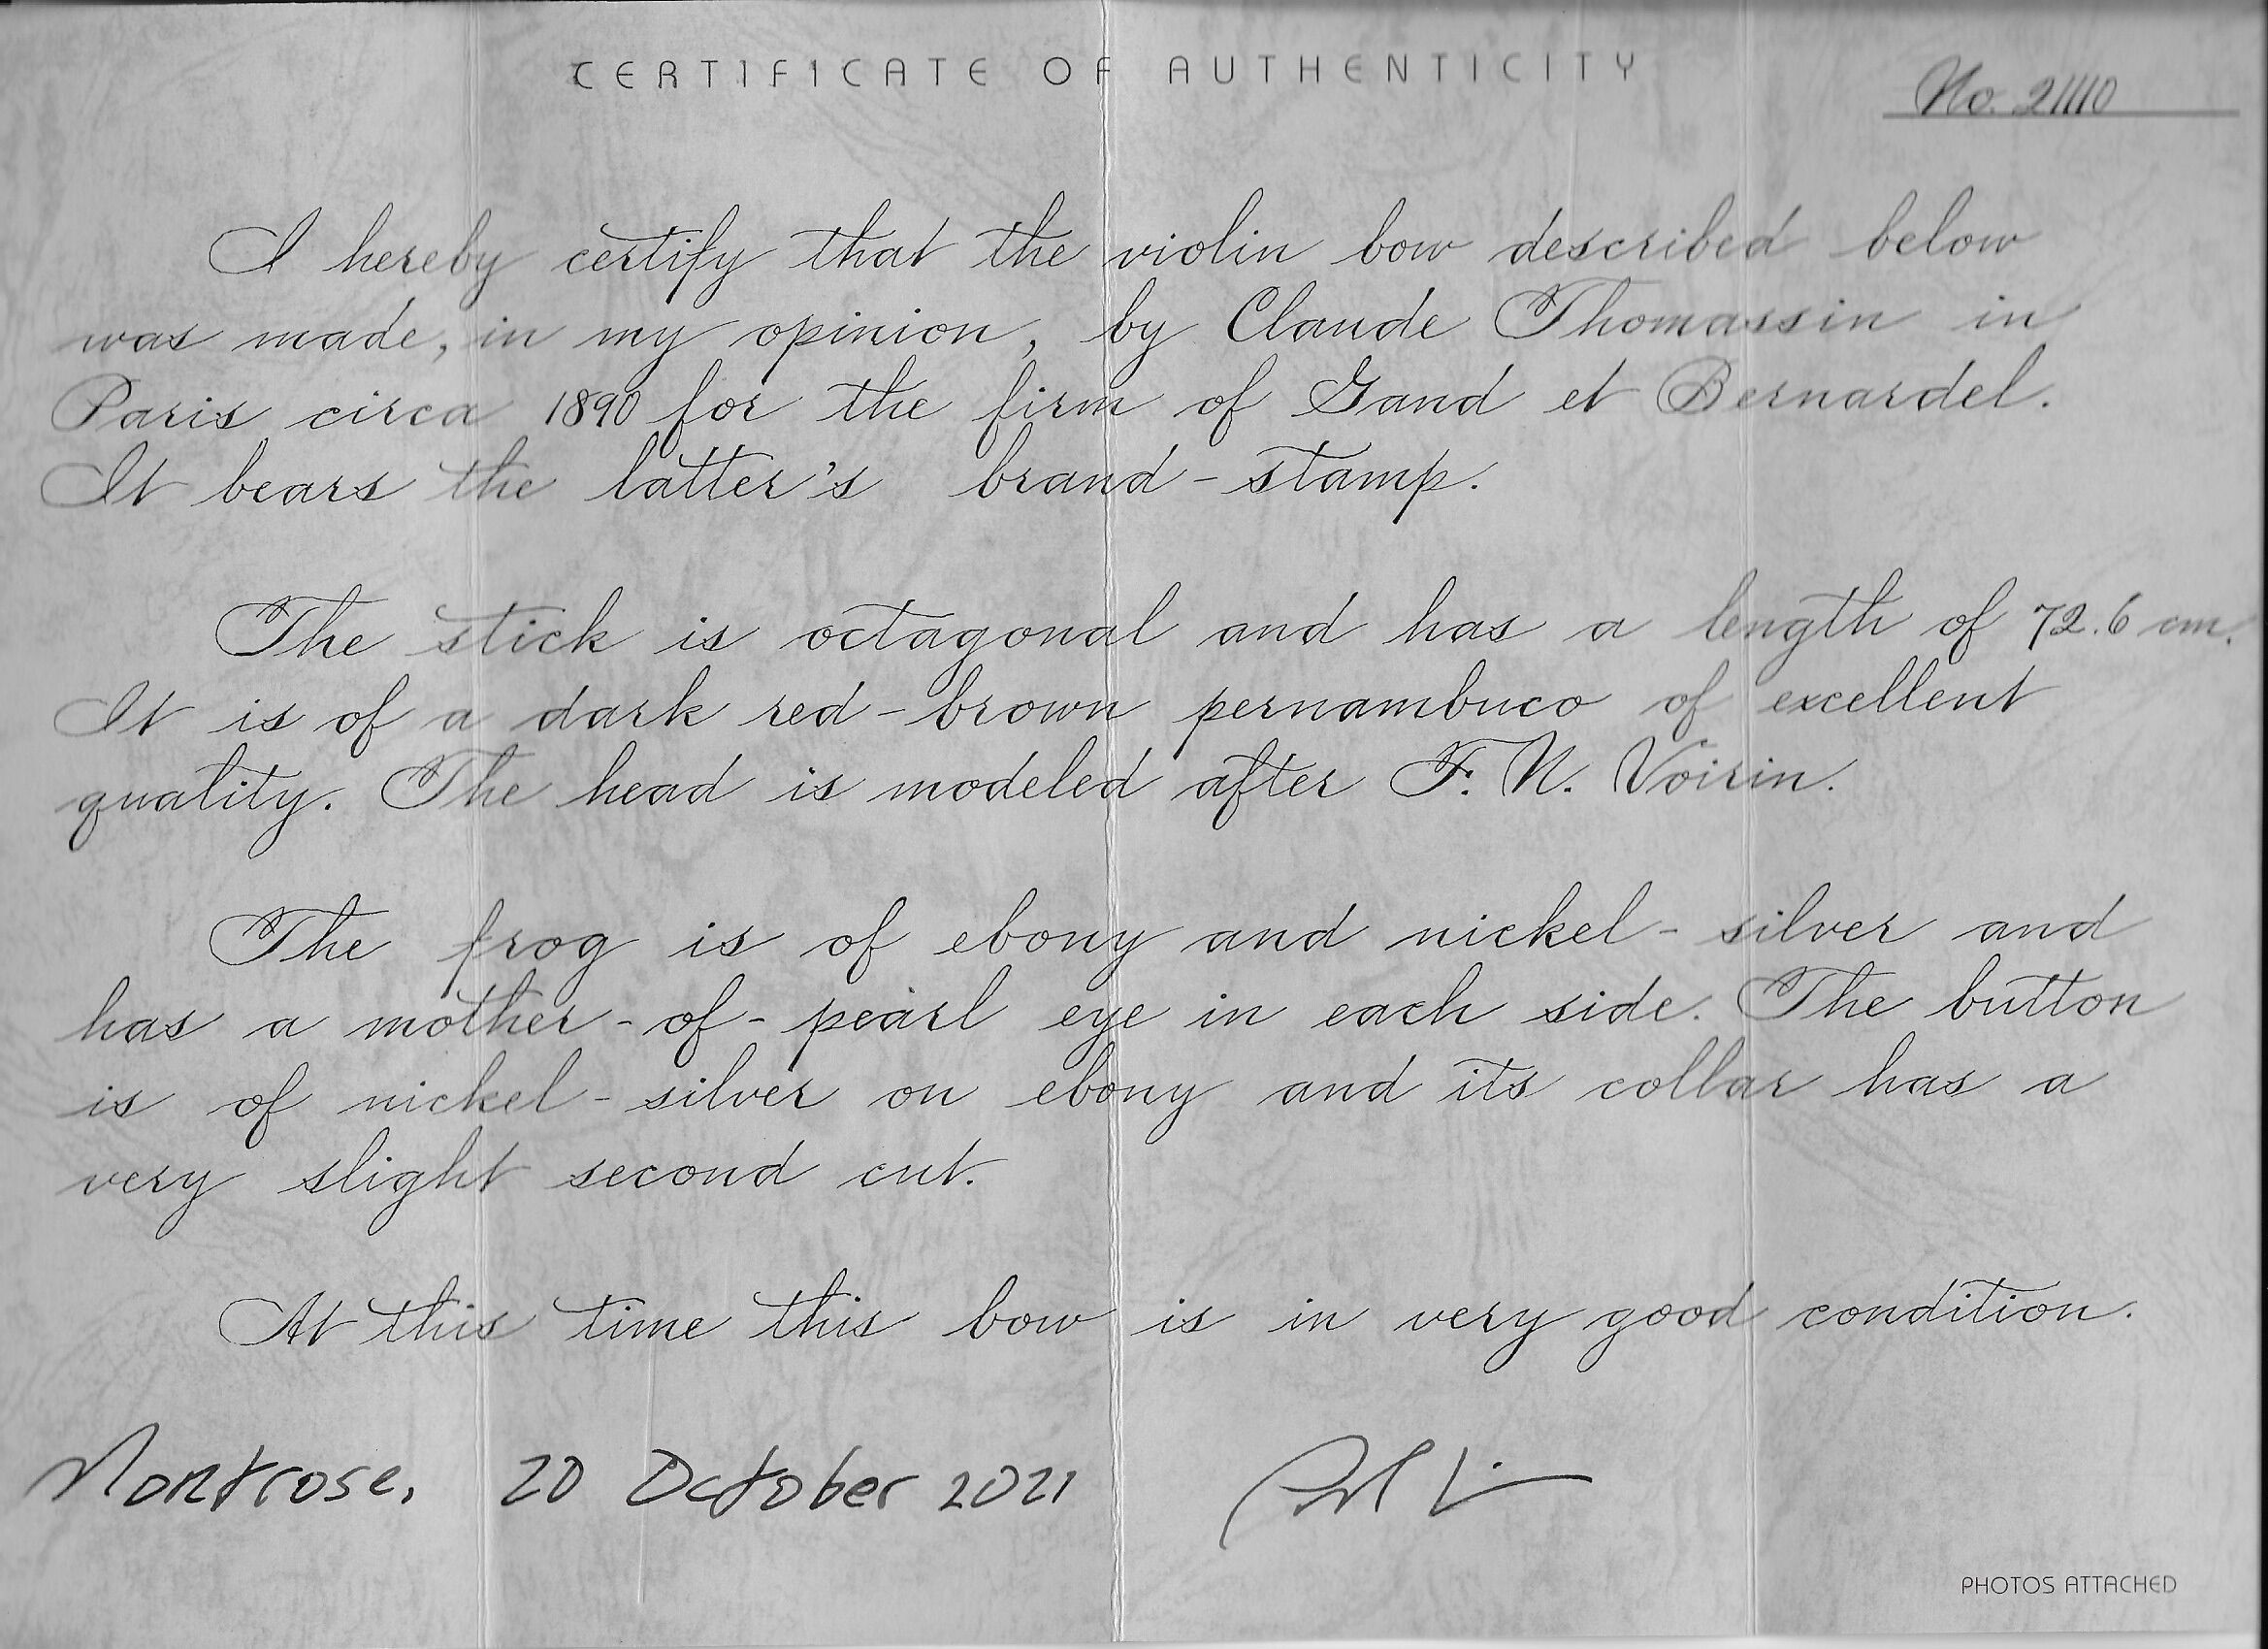 CERTIFICATE OF AUTHENTICITY
No. 21110
I hereby certify that the violin bow described below
was made, in my opinion, by Claude Thomassin in
Paris circa 1890 for the firm of Gand et Bernardel.
It bears the latter's brand-stamp.
The stick is octagonal and has a length of 72.6 cm.
It is of a dark red-brown pernambuco of excellent
quality. The head is modeled after F. N. Voirin.
The frog is of ebony and nickel-silver and
has a mother-of-pearl eye in each side. The button
is of nickel-silver on ebony and its collar has a
very slight second cut.
At this time this bow is in very good condition.
Montrose, 20 October 2021
PHOTOS ATTACHED